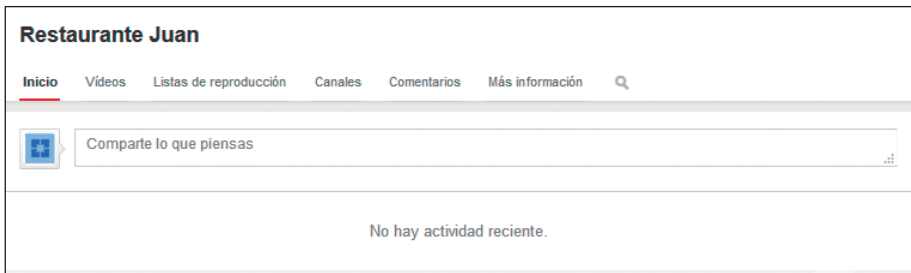 Restaurante Juan
Inicio Vídeos Listas de reproducción Canales Comentarios Más información
Comparte lo que piensas
No hay actividad reciente.